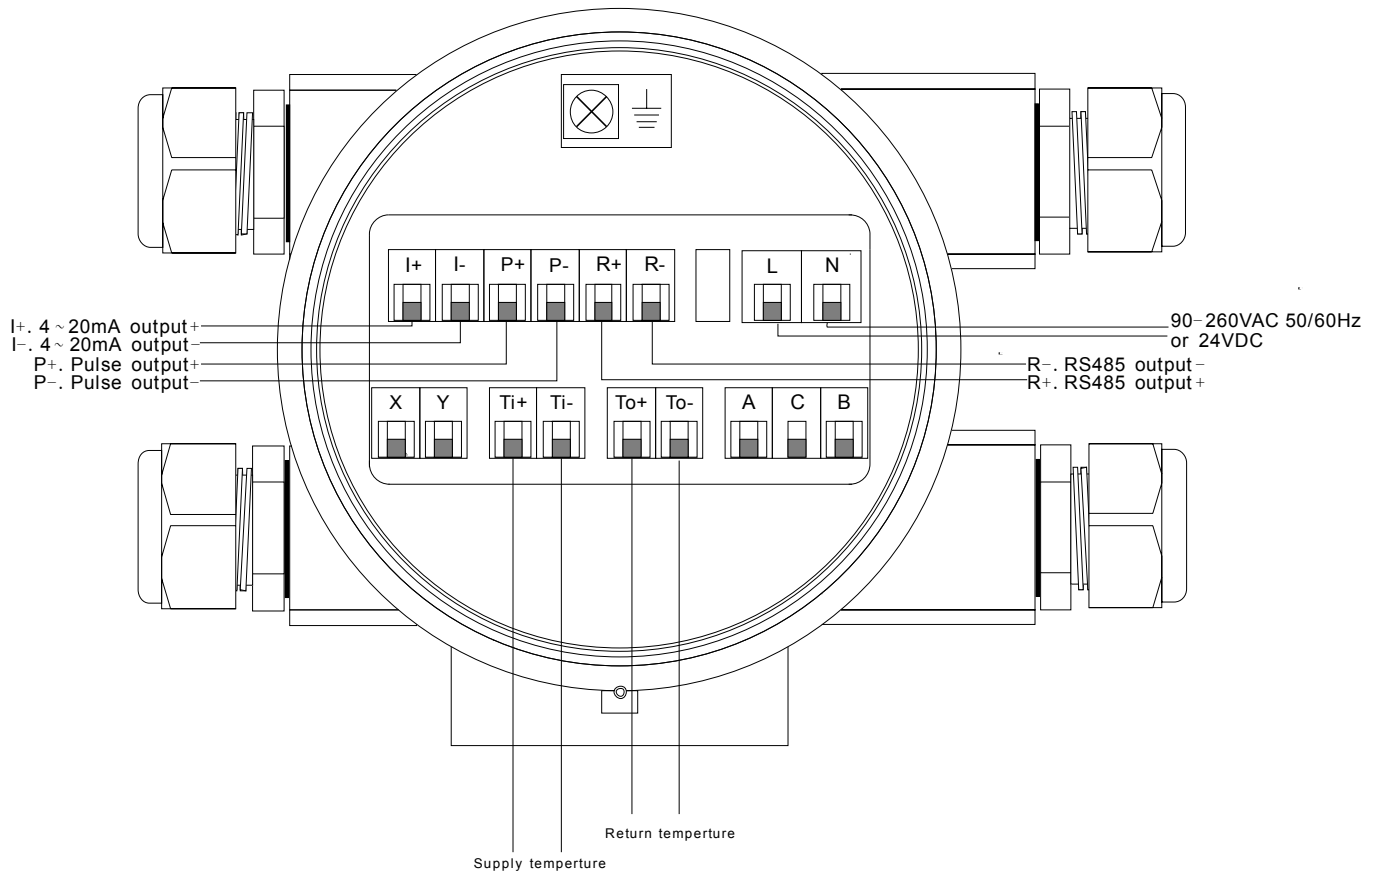 I+ I- P+ P- R+ R- L N
I+. 4~20mA output+
I-. 4~20mA output-
P+. Pulse output+
P-. Pulse output-
90-260VAC 50/60Hz
or 24VDC
R-. RS485 output-
R+. RS485 output+
X Y Ti+ Ti- To+ To- A C B
Return temperture
Supply temperture